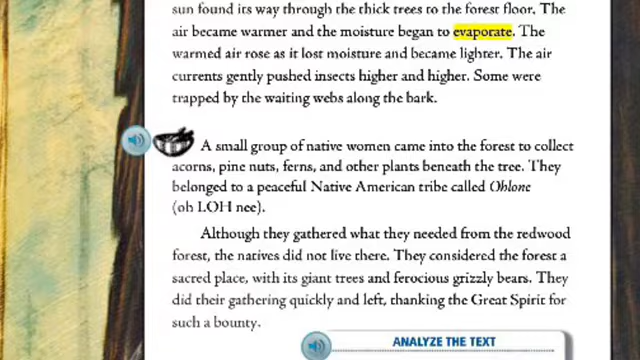 sun found its way through the thick trees to the forest floor. The
air became warmer and the moisture began to evaporate. The
warmed air rose as it lost moisture and became lighter. The air
currents gently pushed insects higher and higher. Some were
trapped by the waiting webs along the bark.
A small group of native women came into the forest to collect
acorns, pine nuts, ferns, and other plants beneath the tree. They
belonged to a peaceful Native American tribe called Ohlone
(oh LOH nee).
Although they gathered what they needed from the redwood
forest, the natives did not live there. They considered the forest a
sacred place, with its giant trees and ferocious grizzly bears. They
did their gathering quickly and left, thanking the Great Spirit for
such a bounty.
ANALYZE THE TEXT